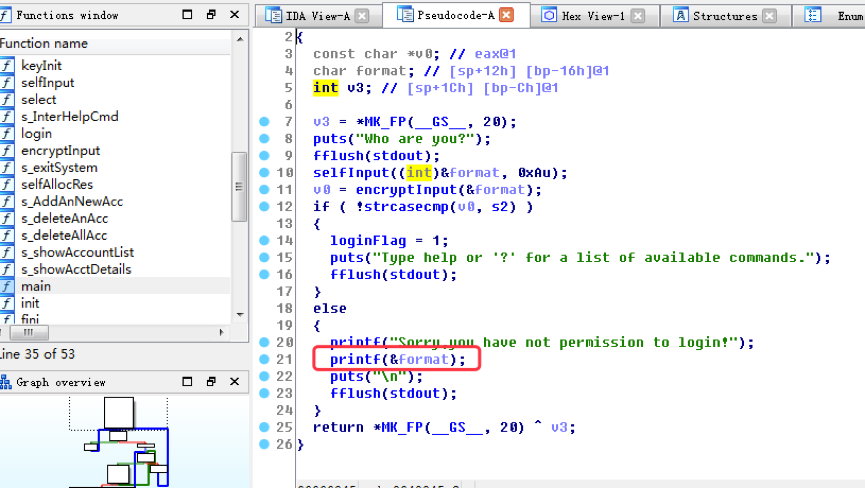 Functions window
IDA View-A
Pseudocode-A
Hex View-1
Structures
Enum
Function name
keyInit
selfInput
select
s_InterHelpCmd
login
encryptInput
s_exitSystem
selfAllocRes
s_AddAnNewAcc
s_deleteAnAcc
s_deleteAllAcc
s_showAccountList
s_showAcctDetails
main
init
fini
Line 35 of 53
Graph overview
2 {
3 const char *v0; // eax@1
4 char format; // [sp+12h] [bp-16h]@1
5 int v3; // [sp+1Ch] [bp-Ch]@1
6
7 v3 = *MK_FP(__GS__, 20);
8 puts("Who are you?");
9 fflush(stdout);
10 selfInput((int)&format, 0xAu);
11 v0 = encryptInput(&format);
12 if ( !strcasecmp(v0, s2) )
13 {
14 loginFlag = 1;
15 puts("Type help or '?' for a list of available commands.");
16 fflush(stdout);
17 }
18 else
19 {
20 printf("Sorry,you have not permission to login!");
21 printf(&format);
22 puts("\n");
23 fflush(stdout);
24 }
25 return *MK_FP(__GS__, 20) ^ v3;
26 }